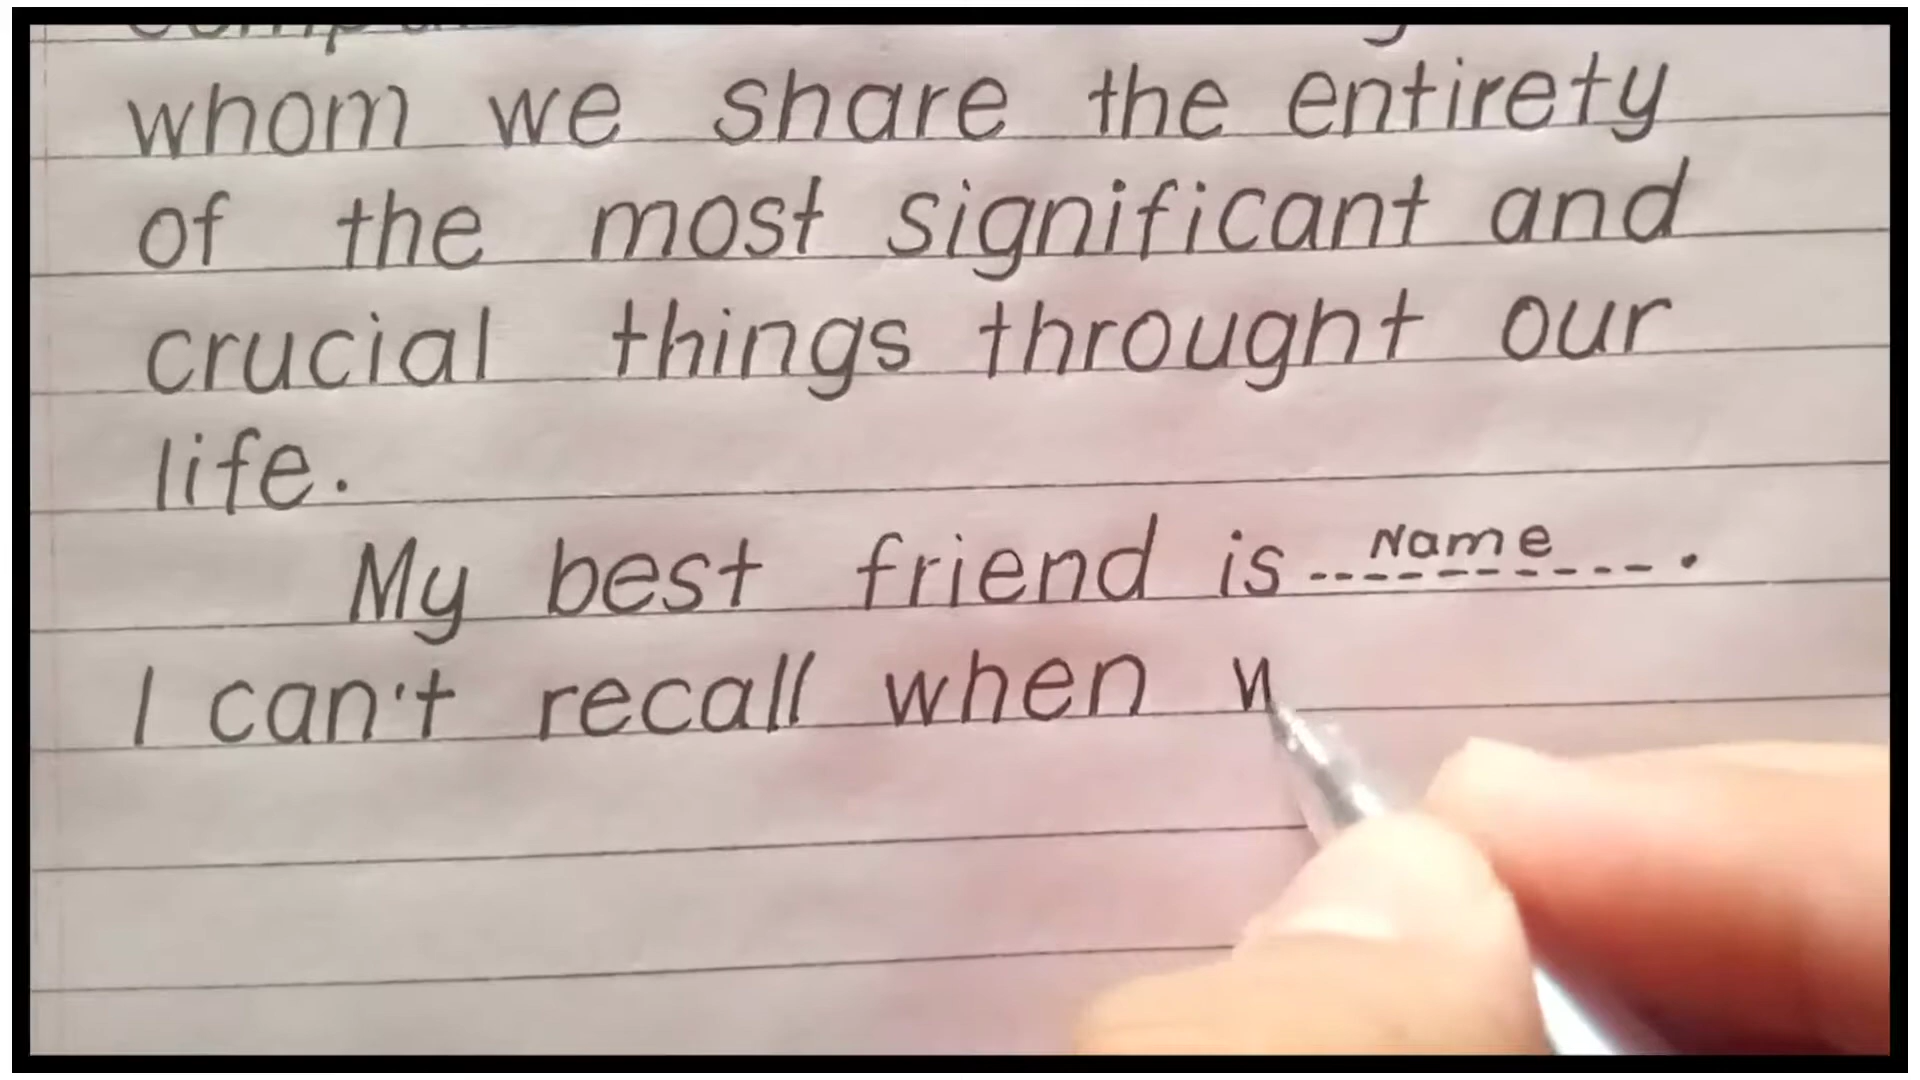 whom we share the entirety
of the most significant and
crucial things throught our
life.
My best friend is ---Name---.
I can't recall when w